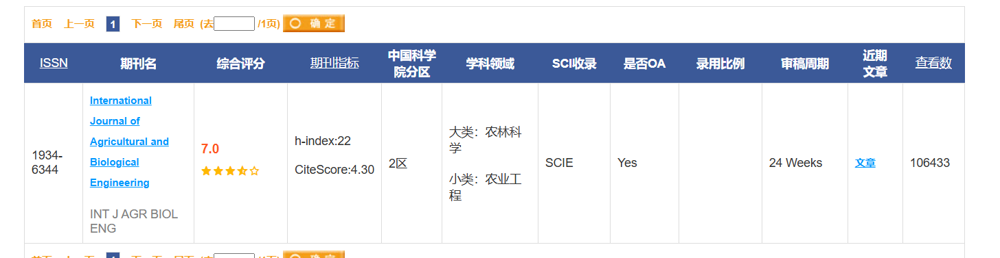 首页 上一页 1 下一页 尾页 (去 /1页) 确 定
ISSN 期刊名 综合评分 期刊指标 中国科学院分区 学科领域 SCI收录 是否OA 录用比例 审稿周期 近期文章 查看数
1934-
6344
International
Journal of
Agricultural and
Biological
Engineering
INT J AGR BIOL
ENG
7.0
h-index:22
CiteScore:4.30
2区
大类：农林科
学
小类：农业工
程
SCIE
Yes
24 Weeks
文章
106433